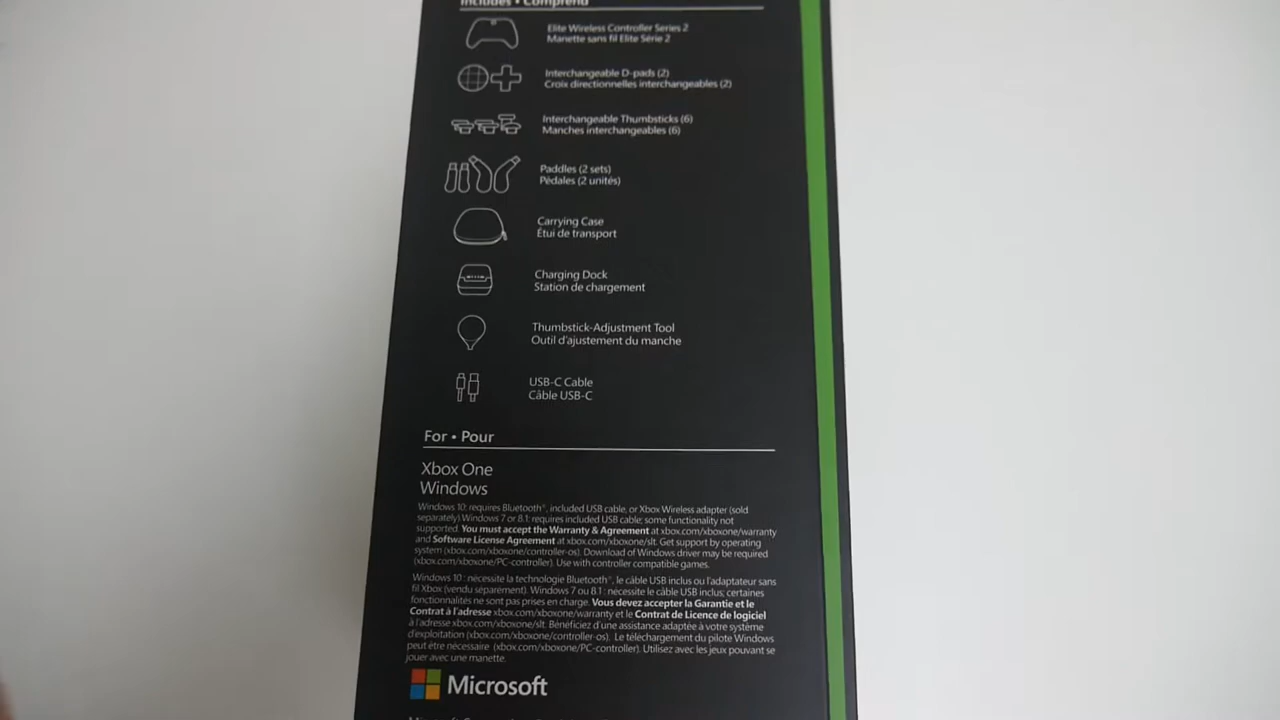 Includes • Comprend
Elite Wireless Controller Series 2
Manette sans fil Elite Série 2
Interchangeable D-pads (2)
Croix directionnelles interchangeables (2)
Interchangeable Thumbsticks (6)
Manches interchangeables (6)
Paddles (2 sets)
Pédales (2 unités)
Carrying Case
Étui de transport
Charging Dock
Station de chargement
Thumbstick-Adjustment Tool
Outil d'ajustement du manche
USB-C Cable
Câble USB-C
For • Pour
Xbox One
Windows
Windows 10: requires Bluetooth®, included USB cable, or Xbox Wireless adapter (sold
separately) Windows 7 or 8.1: requires included USB cable; some functionality not
supported. You must accept the Warranty & Agreement at xbox.com/xboxone/warranty
and Software License Agreement at xbox.com/xboxone/slt. Get support by operating
system (xbox.com/xboxone/controller-os). Download of Windows driver may be required
(xbox.com/xboxone/PC-controller). Use with controller compatible games.
Windows 10 : nécessite la technologie Bluetooth®, le câble USB inclus ou l'adaptateur sans
fil Xbox (vendu séparément). Windows 7 ou 8.1 : nécessite le câble USB inclus; certaines
fonctionnalités ne sont pas prises en charge. Vous devez accepter la Garantie et le
Contrat à l'adresse xbox.com/xboxone/warranty et le Contrat de Licence de logiciel
à l'adresse xbox.com/xboxone/slt. Bénéficiez d'une assistance adaptée à votre système
d'exploitation (xbox.com/xboxone/controller-os). Le téléchargement du pilote Windows
peut être nécessaire (xbox.com/xboxone/PC-controller). Utilisez avec les jeux pouvant se
jouer avec une manette.
Microsoft